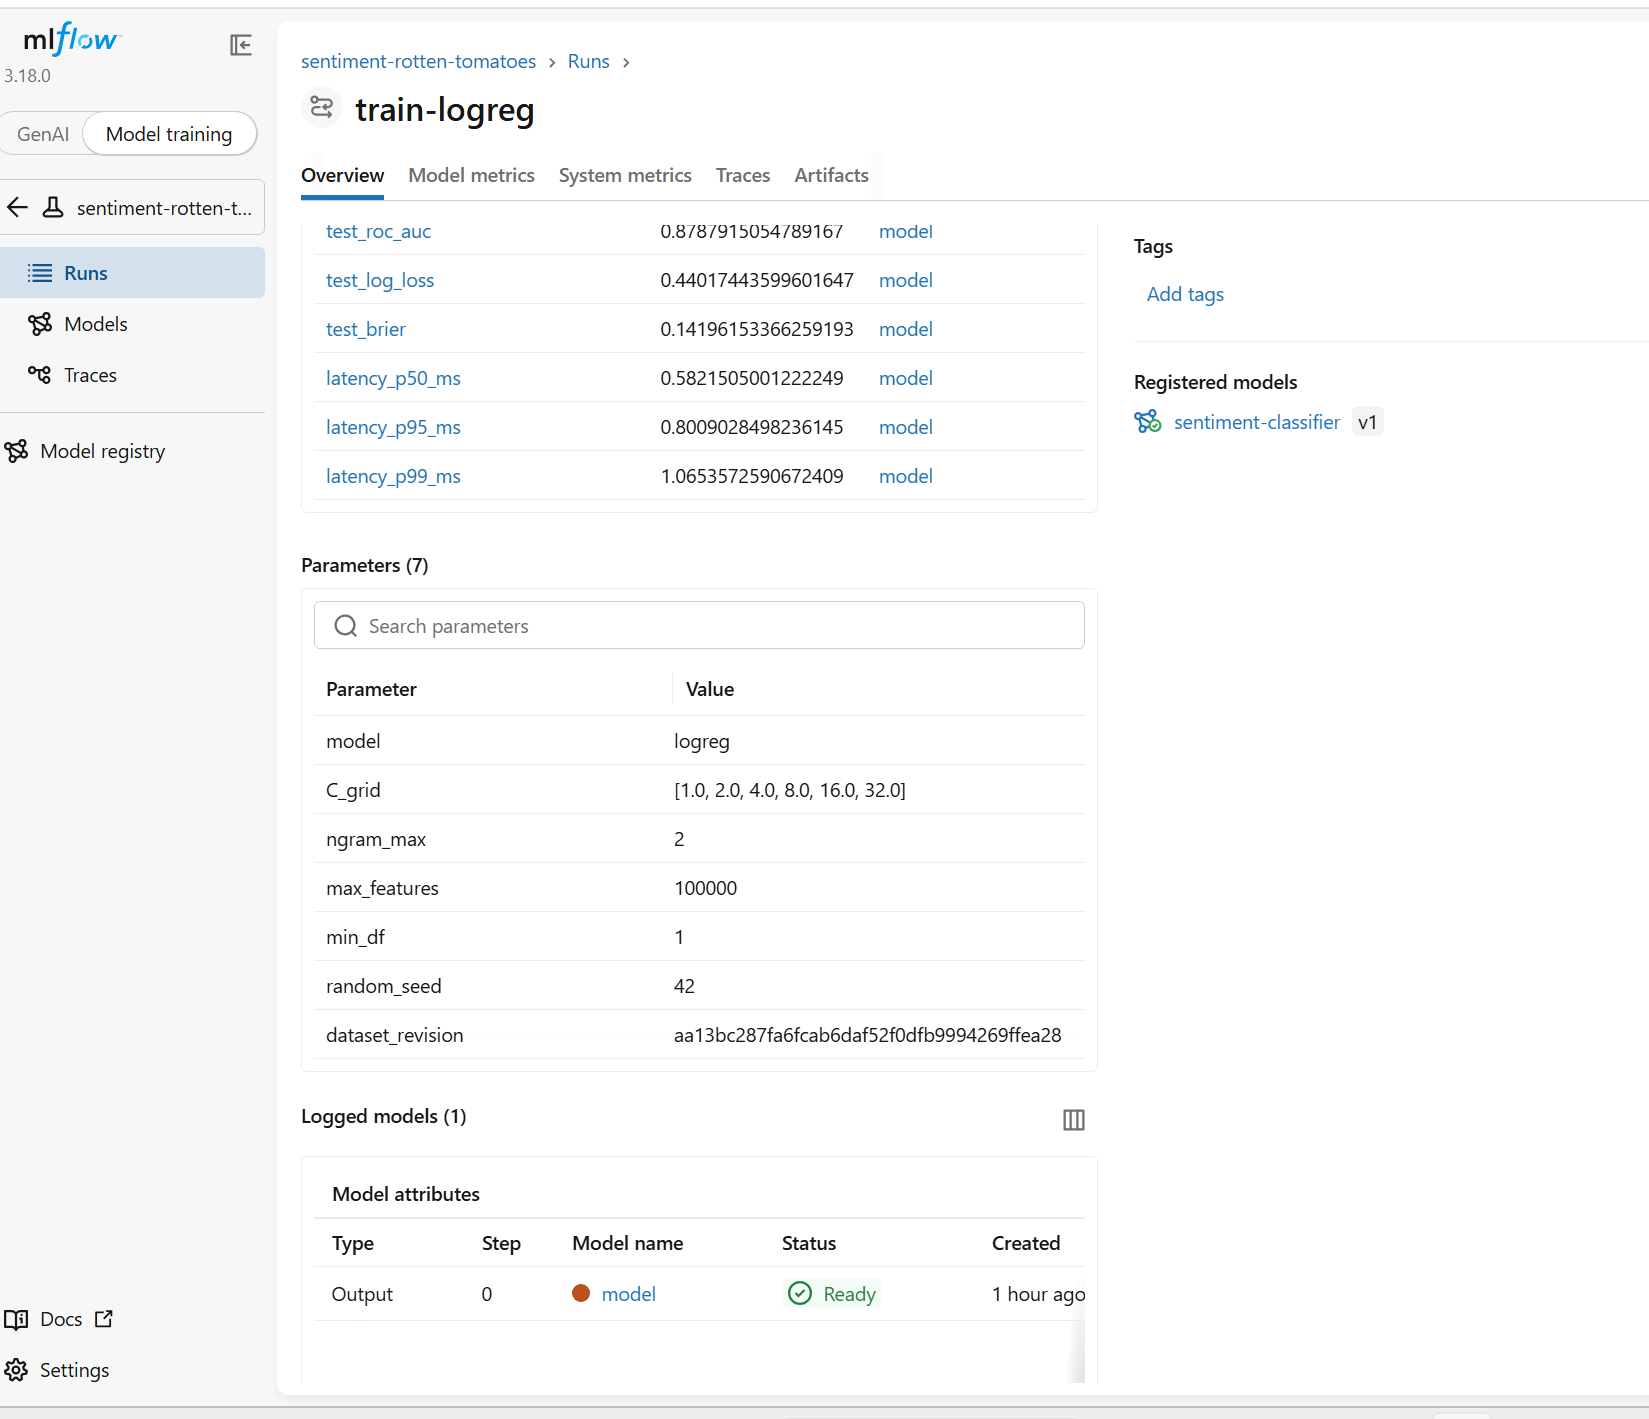 mlflow
3.18.0
GenAI Model training
sentiment-rotten-t...
Runs
Models
Traces
Model registry
Docs
Settings
sentiment-rotten-tomatoes > Runs >
train-logreg
Overview Model metrics System metrics Traces Artifacts
test_roc_auc 0.8787915054789167 model
test_log_loss 0.44017443599601647 model
test_brier 0.14196153366259193 model
latency_p50_ms 0.5821505001222249 model
latency_p95_ms 0.8009028498236145 model
latency_p99_ms 1.0653572590672409 model
Parameters (7)
Search parameters
Parameter Value
model logreg
C_grid [1.0, 2.0, 4.0, 8.0, 16.0, 32.0]
ngram_max 2
max_features 100000
min_df 1
random_seed 42
dataset_revision aa13bc287fa6fcab6daf52f0dfb9994269ffea28
Logged models (1)
Model attributes
Type Step Model name Status Created
Output 0 model Ready 1 hour ago
Tags
Add tags
Registered models
sentiment-classifier v1